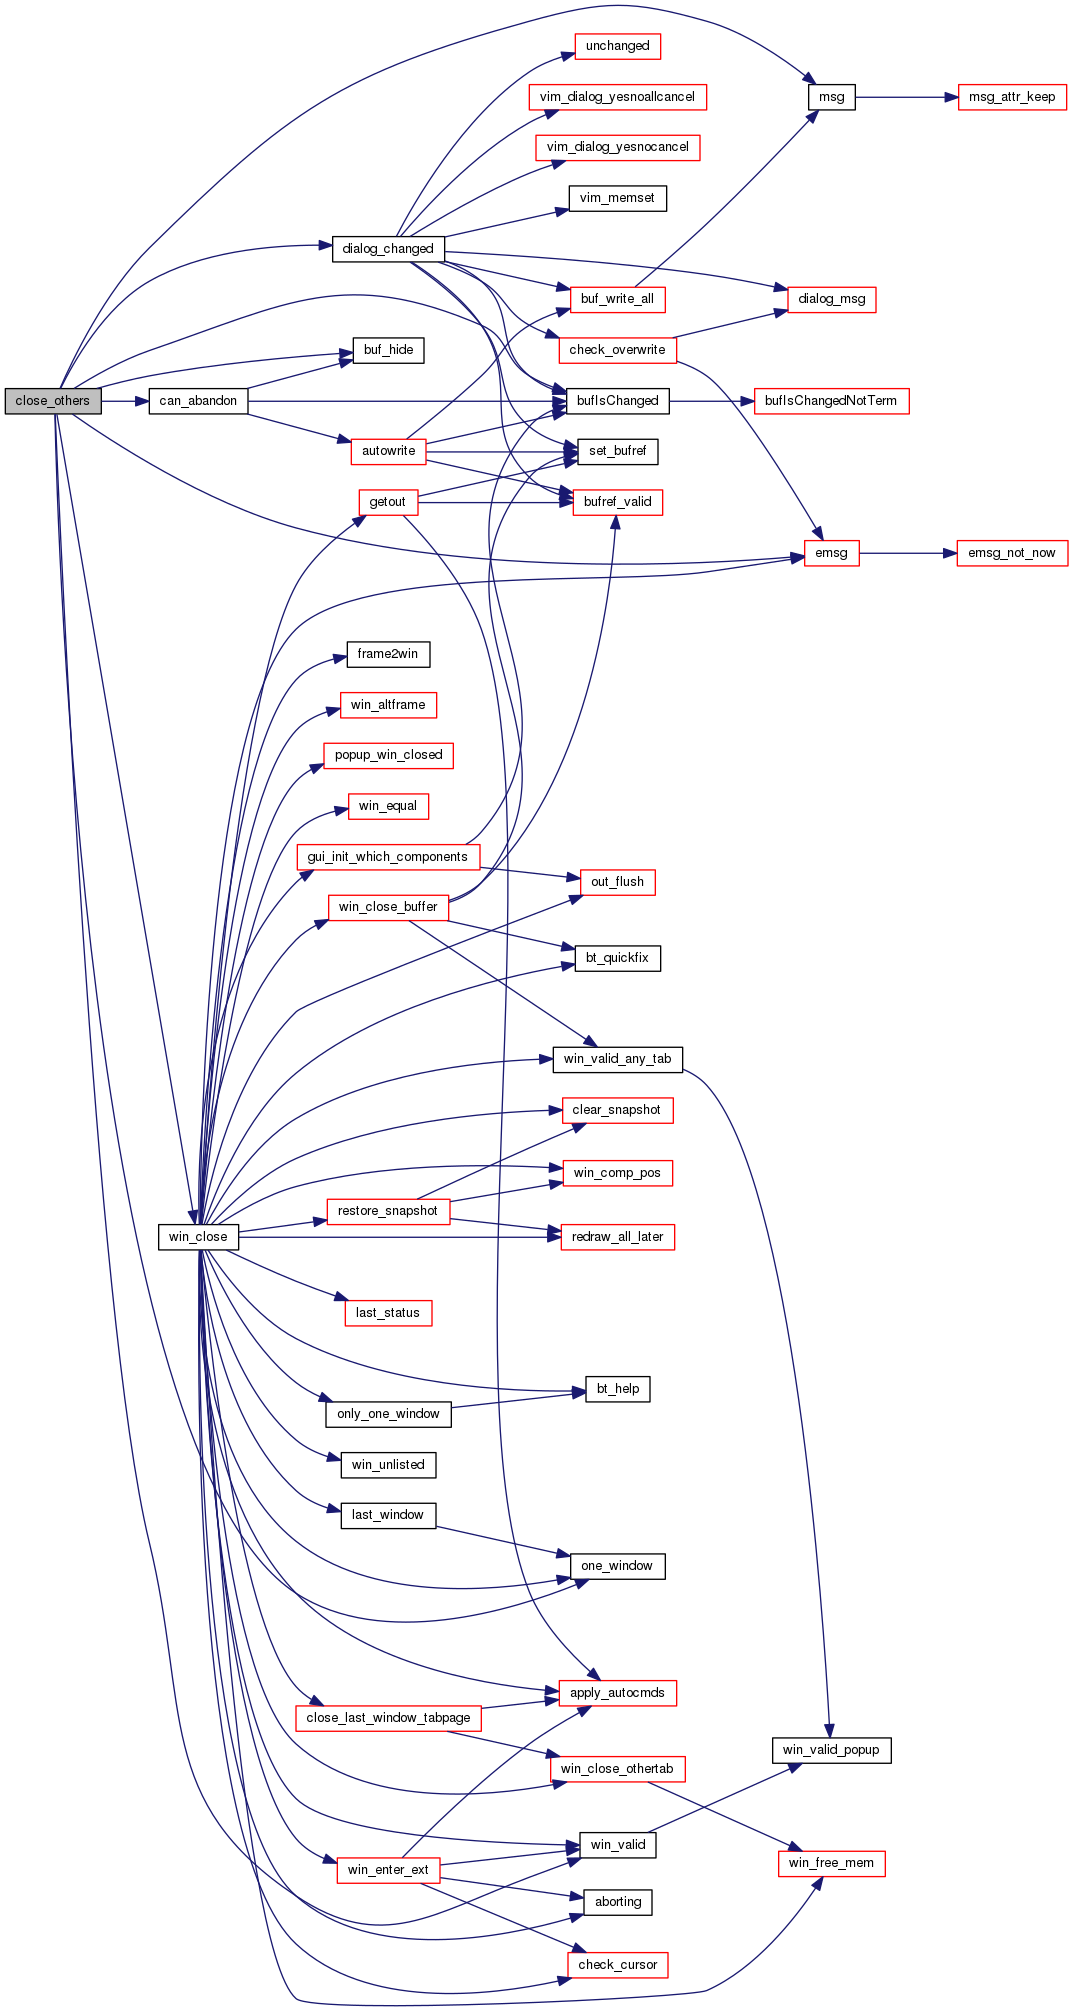 unchanged
msg
msg_attr_keep
vim_dialog_yesnoallcancel
vim_dialog_yesnocancel
vim_memset
dialog_changed
buf_write_all
dialog_msg
buf_hide
check_overwrite
close_others
can_abandon
bufIsChanged
bufIsChangedNotTerm
autowrite
set_bufref
getout
bufref_valid
emsg
emsg_not_now
frame2win
win_altframe
popup_win_closed
win_equal
gui_init_which_components
out_flush
win_close_buffer
bt_quickfix
win_valid_any_tab
clear_snapshot
win_comp_pos
restore_snapshot
win_close
redraw_all_later
last_status
bt_help
only_one_window
win_unlisted
last_window
one_window
apply_autocmds
close_last_window_tabpage
win_valid_popup
win_close_othertab
win_valid
win_free_mem
win_enter_ext
aborting
check_cursor